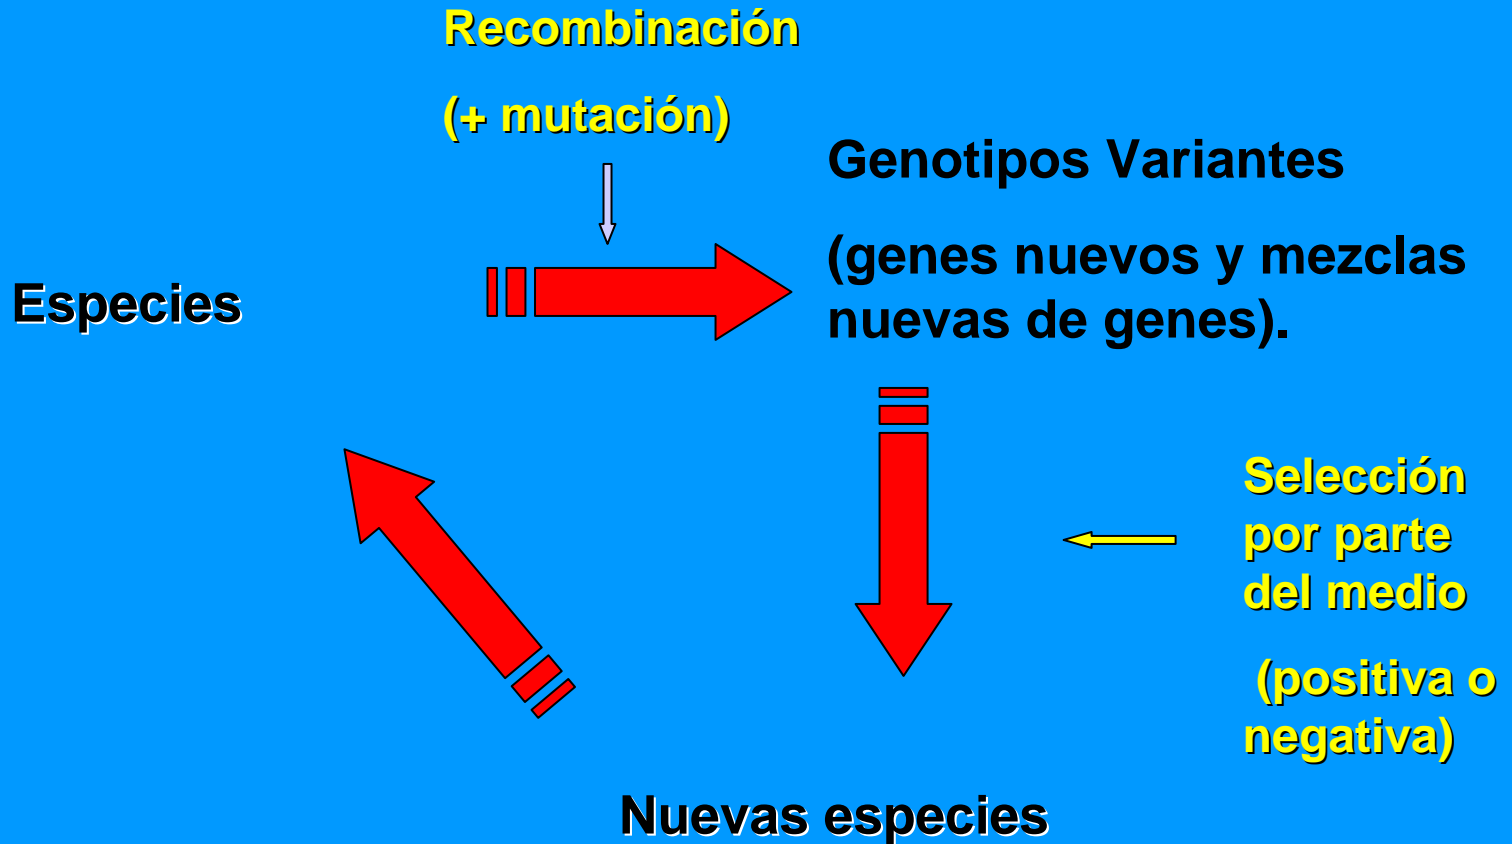 Recombinación
(+ mutación)
Genotipos Variantes
(genes nuevos y mezclas
nuevas de genes).
Especies
Selección
por parte
del medio
(positiva o
negativa)
Nuevas especies